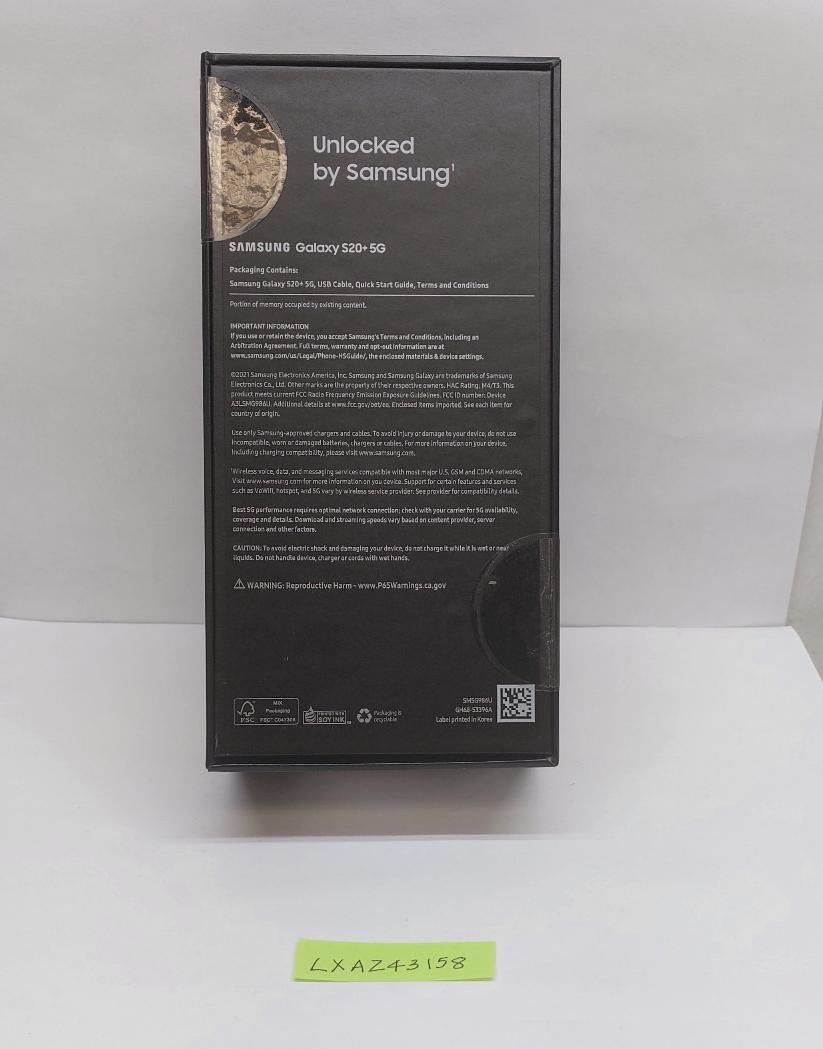 Unlocked
by Samsung¹
SAMSUNG Galaxy S20+ 5G
Packaging Contains:
Samsung Galaxy S20+ 5G, USB Cable, Quick Start Guide, Terms and Conditions
Portion of memory occupied by existing content.
IMPORTANT INFORMATION
If you use or retain the device, you accept Samsung's Terms and Conditions, including an
Arbitration Agreement. Full terms, warranty and opt-out information are at
www.samsung.com/us/Legal/Phone-HSGuide/, the enclosed materials & device settings.
©2021 Samsung Electronics America, Inc. Samsung and Samsung Galaxy are trademarks of Samsung
Electronics Co., Ltd. Other marks are the property of their respective owners. HAC Rating: M4/T3. This
product meets current FCC Radio Frequency Emission Exposure Guidelines. FCC ID number: Device
A3LSMG986U. Additional details at www.fcc.gov/oet/ea. Enclosed items imported. See each item for
country of origin.
Use only Samsung-approved chargers and cables. To avoid injury or damage to your device, do not use
incompatible, worn or damaged batteries, chargers or cables. For more information on your device,
including charging compatibility, please visit www.samsung.com.
¹Wireless voice, data, and messaging services compatible with most major U.S. GSM and CDMA networks.
Visit www.samsung.com for more information on you device. Support for certain features and services
such as VoWifi, hotspot, and 5G vary by wireless service provider. See provider for compatibility details.
Best 5G performance requires optimal network connection; check with your carrier for 5G availability,
coverage and details. Download and streaming speeds vary based on content provider, server
connection and other factors.
CAUTION: To avoid electric shock and damaging your device, do not charge it while it is wet or near
liquids. Do not handle device, charger or cords with wet hands.
WARNING: Reproductive Harm - www.P65Warnings.ca.gov
FSC
MIX
Packaging
FSC® C047305
PRINTED WITH
SOY INK
Packaging is
recyclable
SMSG986U
GH68-53396A
Label printed in Korea
LXAZ43158